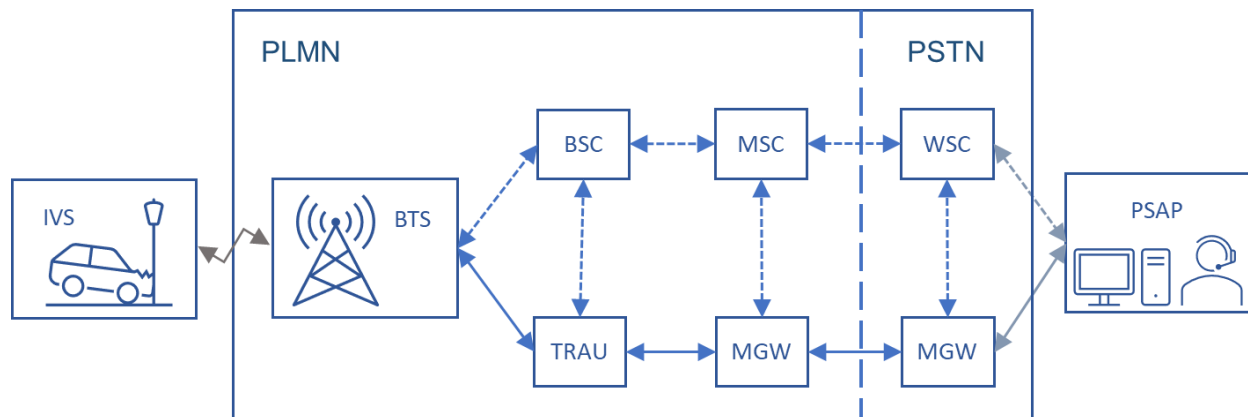 PLMN
PSTN
BSC
MSC
WSC
IVS
BTS
PSAP
TRAU
MGW
MGW